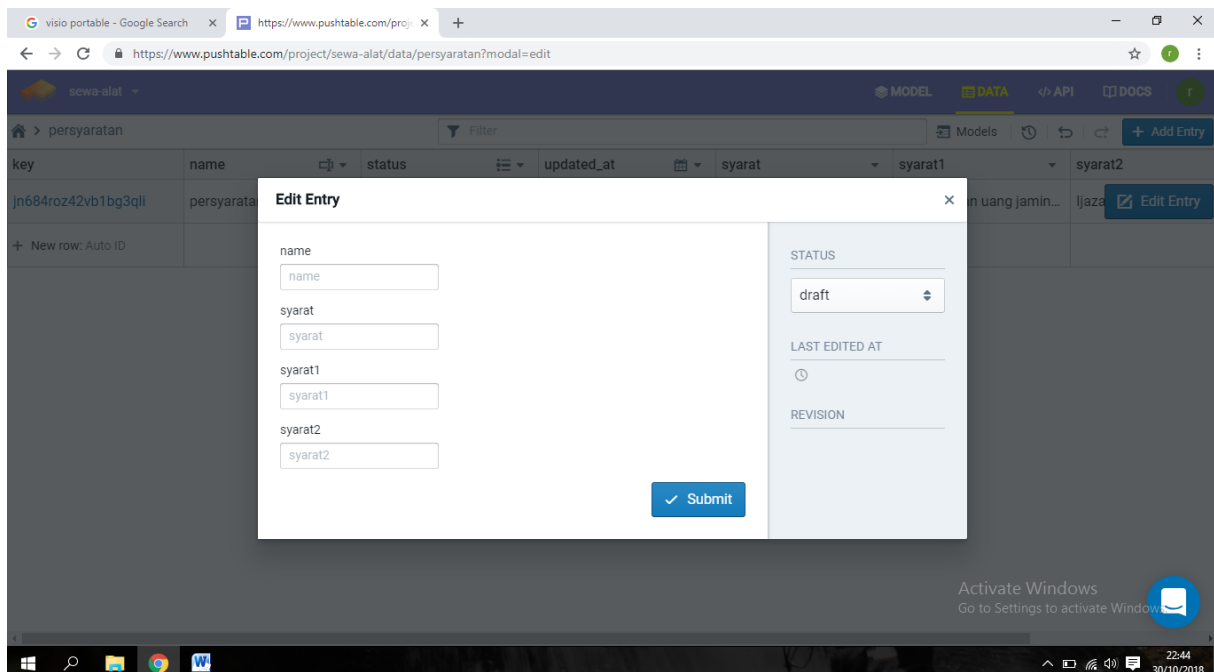 visio portable - Google Search
https://www.pushtable.com/proj
https://www.pushtable.com/project/sewa-alat/data/persyaratan?modal=edit
r
sewa-alat
MODEL DATA </> API DOCS r
> persyaratan Filter Models + Add Entry
key name status updated_at syarat syarat1 syarat2
jn684roz42vb1bg3qli persyarata n uang jamin... Ijaza Edit Entry
+ New row: Auto ID
Edit Entry
name
name
syarat
syarat
syarat1
syarat1
syarat2
syarat2
Submit
STATUS
draft
LAST EDITED AT
REVISION
Activate Windows
Go to Settings to activate Window
22:44
30/10/2018